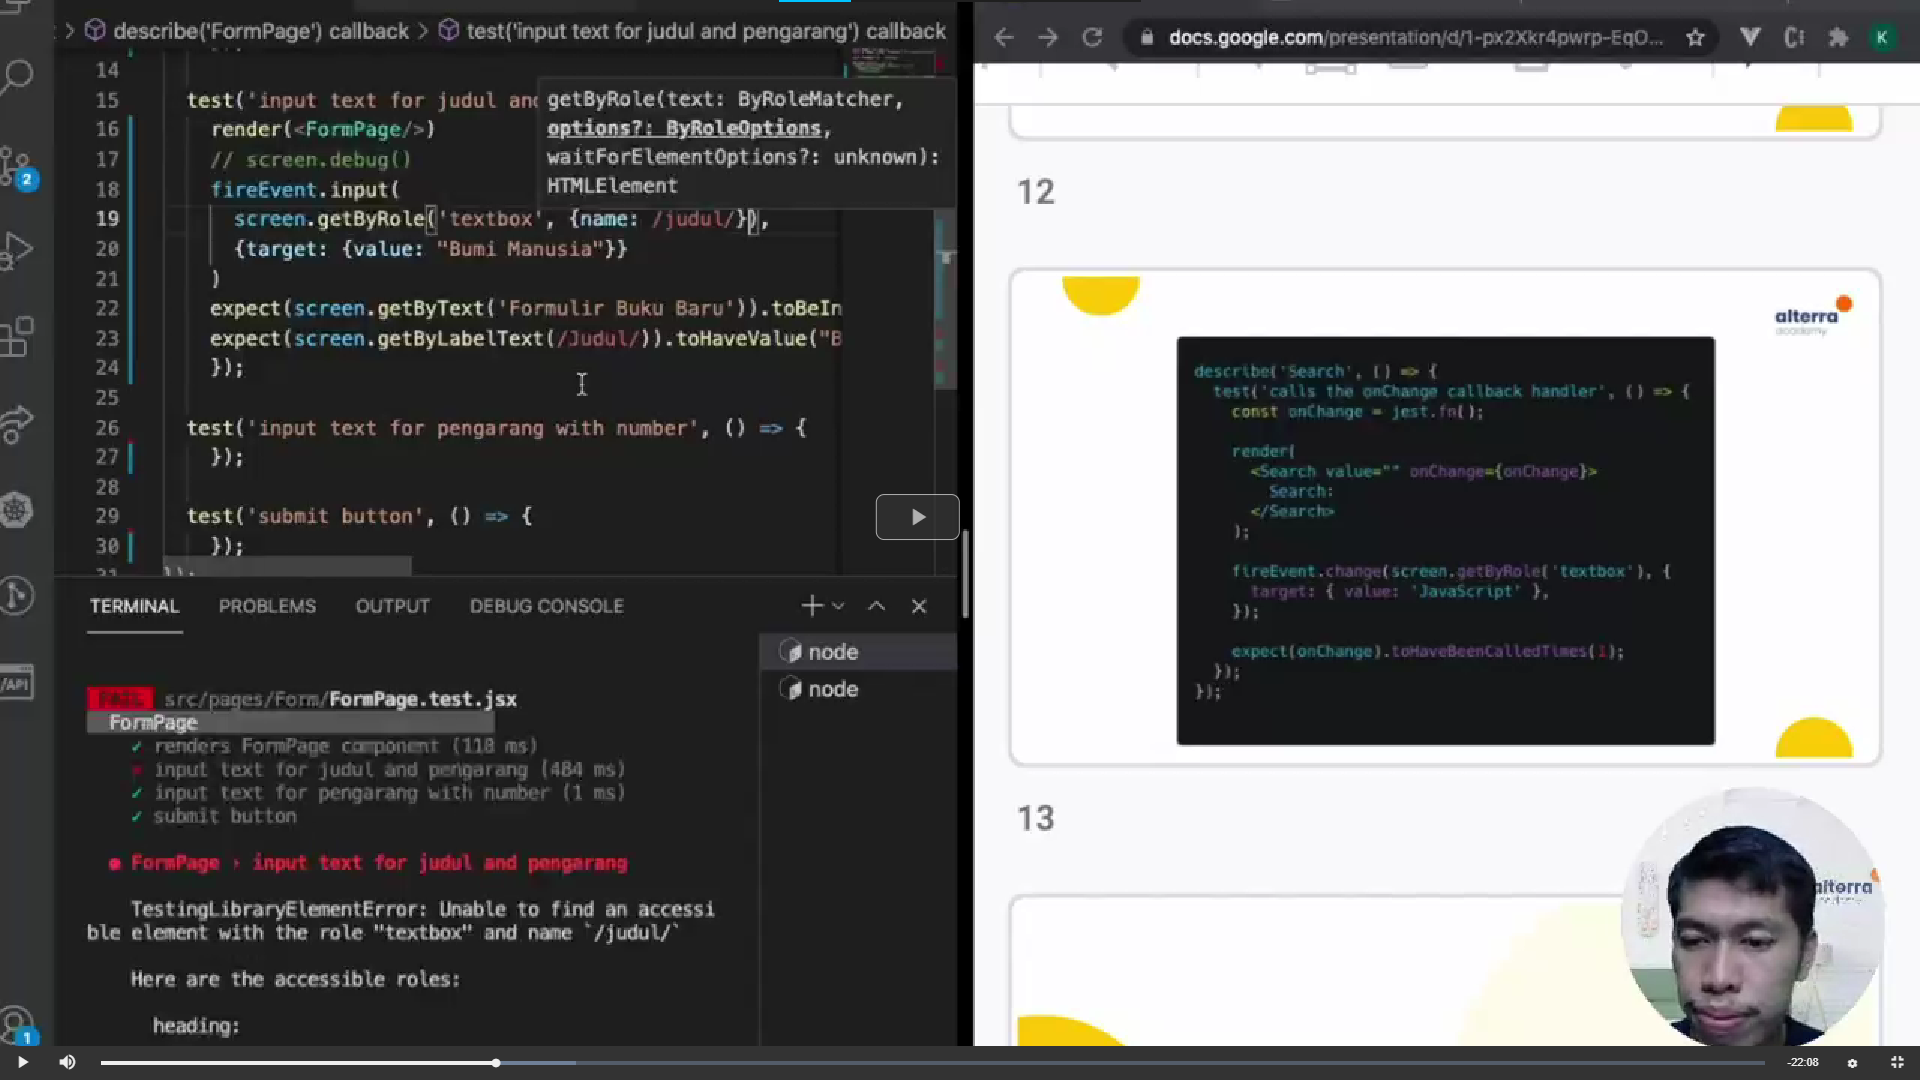 describe('FormPage') callback > test('input text for judul and pengarang') callback
14
15 test('input text for judul and
getByRole(text: ByRoleMatcher,
options?: ByRoleOptions,
waitForElementOptions?: unknown):
HTMLElement
16 render(<FormPage/>)
17 // screen.debug()
18 fireEvent.input(
19 screen.getByRole('textbox', {name: /judul/}),
20 {target: {value: "Bumi Manusia"}}
21 )
22 expect(screen.getByText('Formulir Buku Baru')).toBeIn
23 expect(screen.getByLabelText(/Judul/)).toHaveValue("B
24 });
25
26 test('input text for pengarang with number', () => {
27 });
28
29 test('submit button', () => {
30 });
31 });
2
/API
1
TERMINAL PROBLEMS OUTPUT DEBUG CONSOLE
node
node
FAIL src/pages/Form/FormPage.test.jsx
FormPage
✓ renders FormPage component (118 ms)
✕ input text for judul and pengarang (484 ms)
✓ input text for pengarang with number (1 ms)
✓ submit button
● FormPage › input text for judul and pengarang
TestingLibraryElementError: Unable to find an accessi
ble element with the role "textbox" and name `/judul/`
Here are the accessible roles:
heading:
docs.google.com/presentation/d/1-px2Xkr4pwrp-EqO...
K
12
alterra
academy
describe('Search', () => {
test('calls the onChange callback handler', () => {
const onChange = jest.fn();
render(
<Search value="" onChange={onChange}>
Search:
</Search>
);
fireEvent.change(screen.getByRole('textbox'), {
target: { value: 'JavaScript' },
});
expect(onChange).toHaveBeenCalledTimes(1);
});
});
13
alterra
academy
-22:08